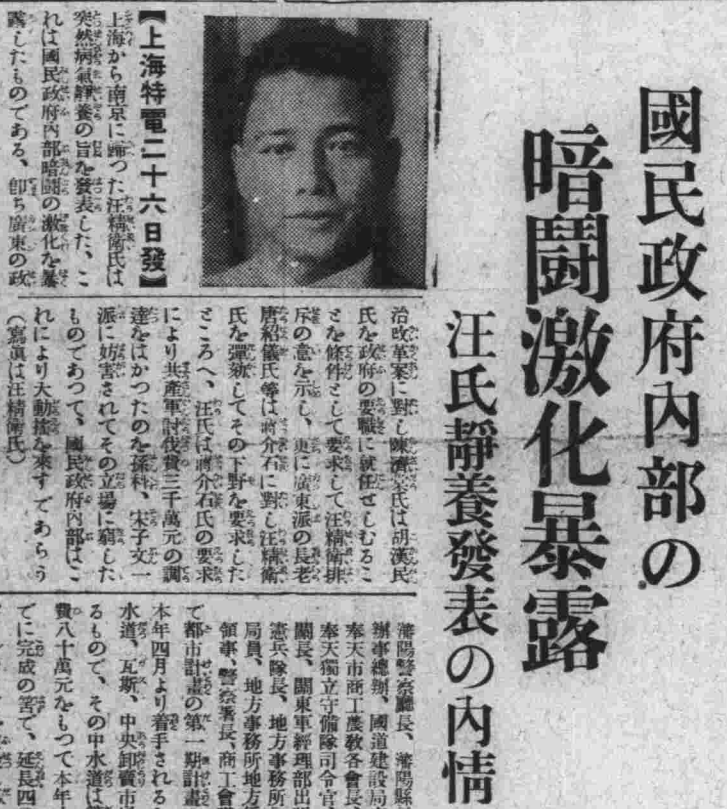 國民政府內部の
暗鬪激化暴露
汪氏靜養發表の內情
【上海特電二十六日發】
上海から南京に歸つた汪精衛氏は
突然病氣靜養の旨を發表した、こ
れは國民政府內部暗鬪の激化を暴
露したものである、卽ち廣東の政
治改革案に對し陳濟棠氏は胡漢民
氏を政府の要職に就任せしむるこ
とを條件として要求して汪精衛排
斥の意を示し、更に廣東派の長老
唐紹儀氏等は蔣介石に對し汪精衛
氏を彈劾してその下野を要求した
ところへ、汪氏は蔣介石氏の要求
により共產軍討伐費三千萬元の調
達をはかつたのを孫科、宋子文一
派に妨害されてその立場に窮した
ものであつて、國民政府內部はこ
れにより大動搖を來すであらう
（寫眞は汪精衛氏）
瀋陽警察廳長、瀋陽縣
辦事總辦、國道建設局
奉天市商工農敎各會長
奉天獨立守備隊司令官
關長、關東軍經理部出
憲兵隊長、地方事務所
局員、地方事務所地方
領事、警察署長、商工會
て都市計畫の第一期計畫
本年四月より着手される
水道、瓦斯、中央卸賣市
るもので、その中水道は
費八十萬元をもつて本年
でに完成の筈で、延長四